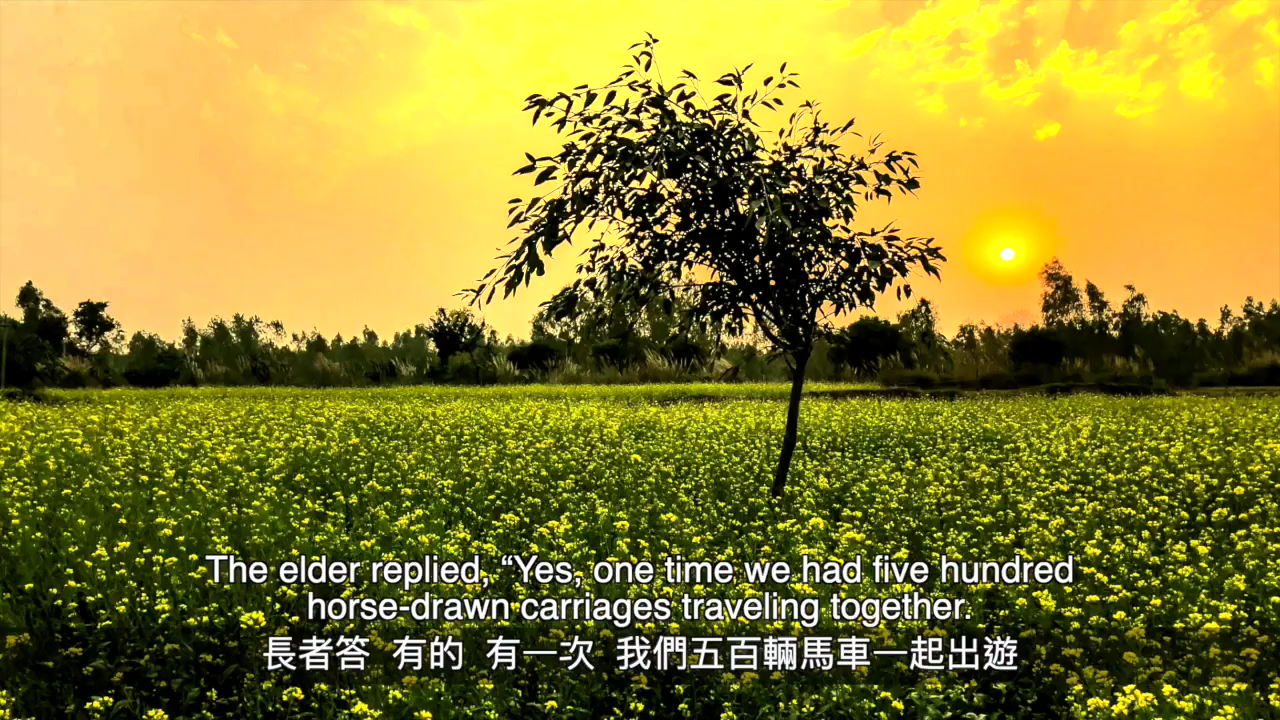 The elder replied, “Yes, one time we had five hundred
horse-drawn carriages traveling together.
長者答 有的 有一次 我們五百輛馬車一起出遊